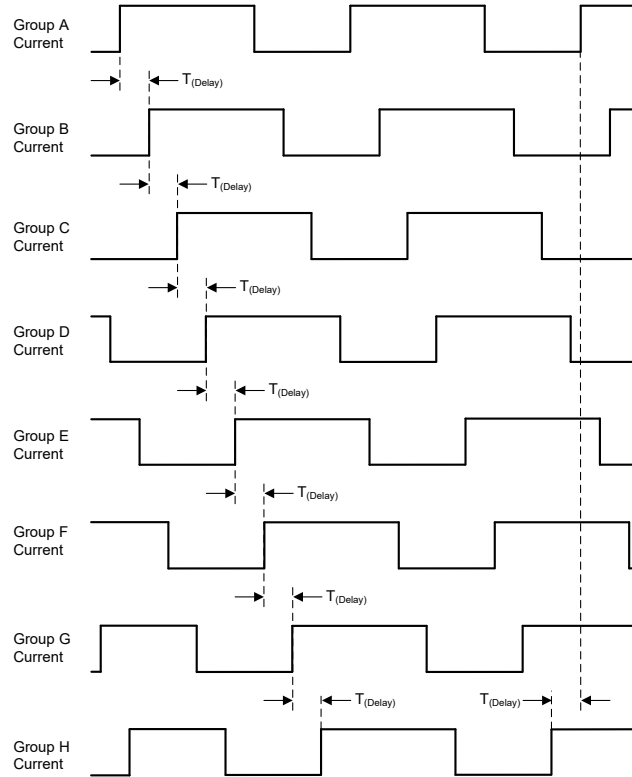 Group A
Current
T(Delay)
Group B
Current
T(Delay)
Group C
Current
T(Delay)
Group D
Current
T(Delay)
Group E
Current
T(Delay)
Group F
Current
T(Delay)
Group G
Current
T(Delay) T(Delay)
Group H
Current